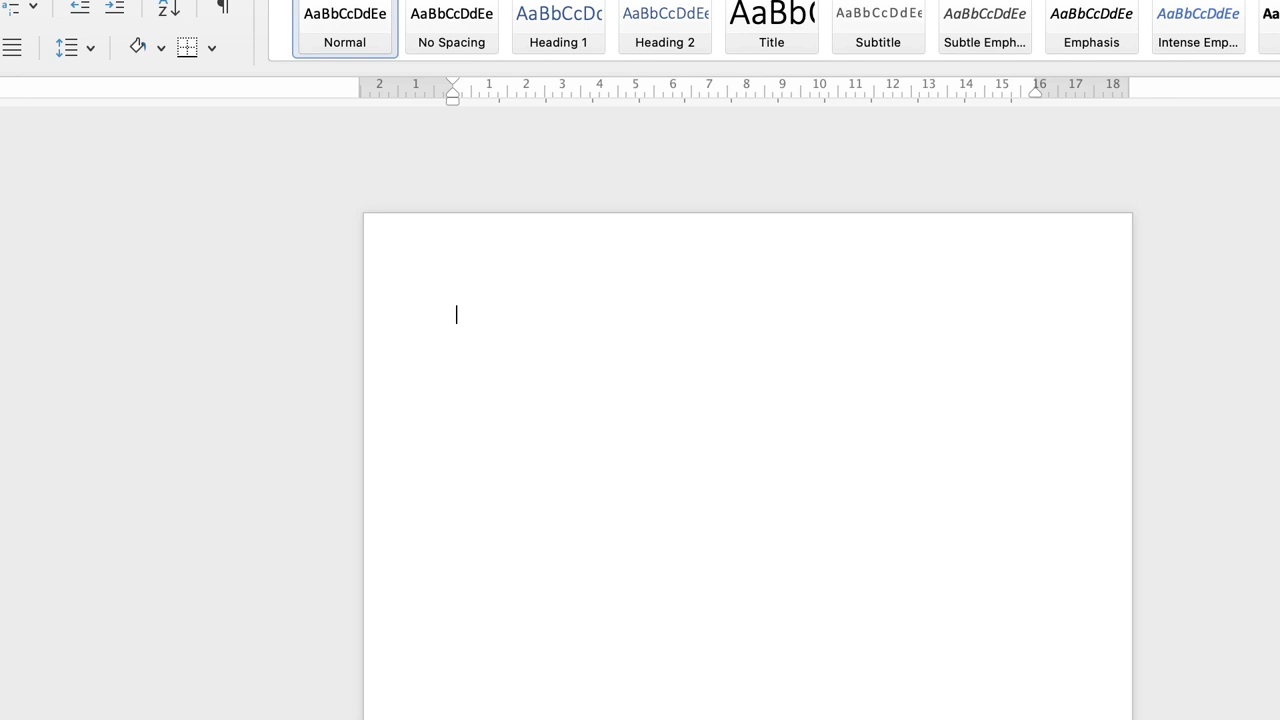 AaBbCcDdEe AaBbCcDdEe AaBbCcDc AaBbCcDdEe AaBb( AaBbCcDdEe AaBbCcDdEe AaBbCcDdEe AaBbCcDdEe
Normal No Spacing Heading 1 Heading 2 Title Subtitle Subtle Emph... Emphasis Intense Emp...
2 1 1 2 3 4 5 6 7 8 9 10 11 12 13 14 15 16 17 18